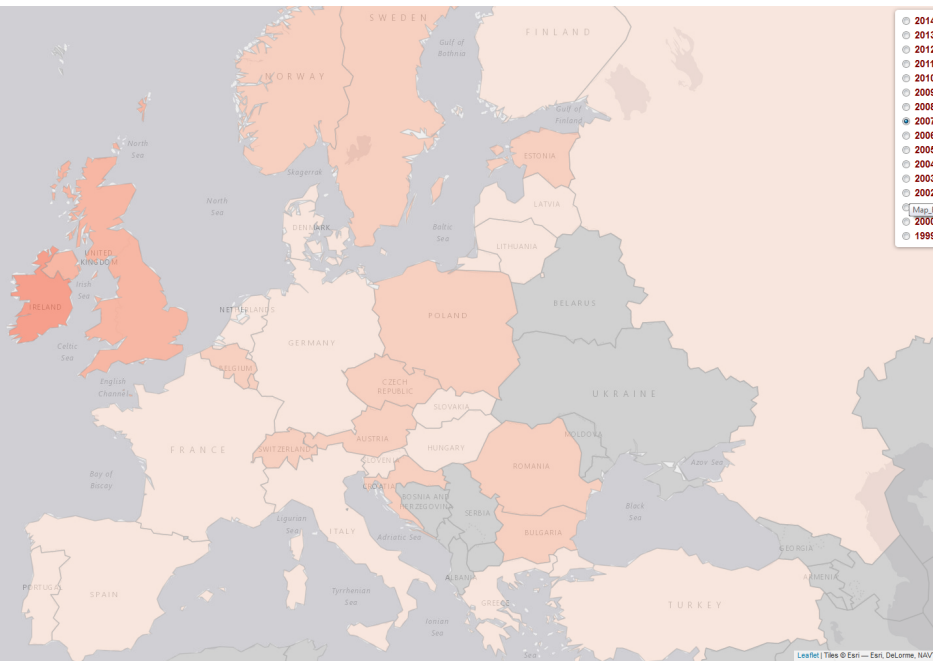 SWEDEN
FINLAND
Gulf of
Bothnia
NORWAY
Gulf of
Finland
North
Sea
ESTONIA
Skagerrak
LATVIA
North
Sea
DENMARK
Baltic
Sea
LITHUANIA
UNITED
KINGDOM
Irish
Sea
IRELAND
NETHERLANDS
BELARUS
POLAND
GERMANY
Celtic
Sea
BELGIUM
English
Channel
CZECH
REPUBLIC
UKRAINE
SLOVAKIA
MOLDOVA
AUSTRIA
FRANCE
SWITZERLAND
HUNGARY
SLOVENIA
ROMANIA
Azov Sea
Bay of
Biscay
CROATIA
BOSNIA AND
HERZEGOVINA
SERBIA
Black
Sea
Ligurian
Sea
ITALY
Adriatic Sea
BULGARIA
GEORGIA
ALBANIA
ARMENIA
PORTUGAL
SPAIN
Tyrrhenian
Sea
GREECE
TURKEY
Ionian
Sea
Sea
2014
2013
2012
2011
2010
2009
2008
2007
2006
2005
2004
2003
2002
Map_
2000
1999
Leaflet | Tiles © Esri — Esri, DeLorme, NAV